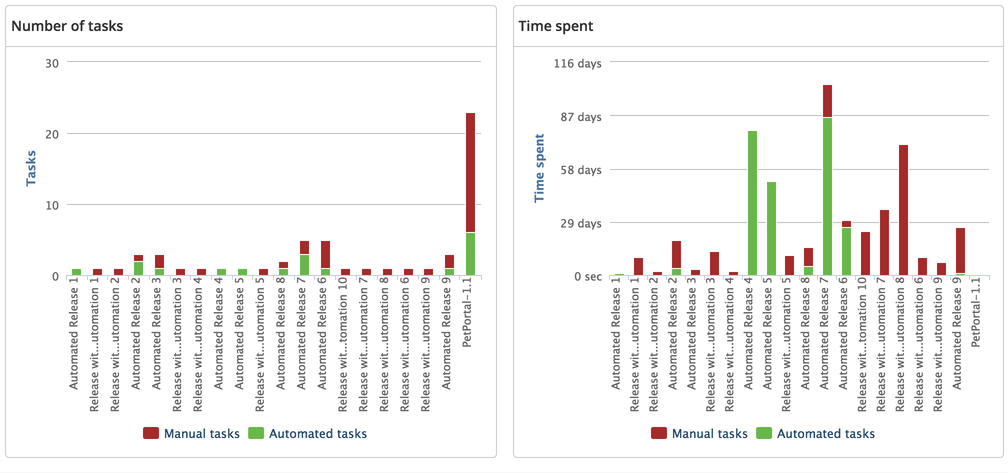 Number of tasks
30
20
10
0
Tasks
Automated Release 1
Release wit...utomation 1
Release wit...utomation 2
Automated Release 2
Automated Release 3
Release wit...utomation 3
Release wit...utomation 4
Automated Release 4
Automated Release 5
Release wit...utomation 5
Automated Release 8
Automated Release 7
Automated Release 6
Release wit...tomation 10
Release wit...utomation 7
Release wit...utomation 8
Release wit...utomation 6
Release wit...utomation 9
Automated Release 9
PetPortal-1.1
Manual tasks
Automated tasks
Time spent
116 days
87 days
58 days
29 days
0 sec
Time spent
Automated Release 1
Release wit...utomation 1
Release wit...utomation 2
Automated Release 2
Automated Release 3
Release wit...utomation 3
Release wit...utomation 4
Automated Release 4
Automated Release 5
Release wit...utomation 5
Automated Release 8
Automated Release 7
Automated Release 6
Release wit...tomation 10
Release wit...utomation 7
Release wit...utomation 8
Release wit...utomation 6
Release wit...utomation 9
Automated Release 9
PetPortal-1.1
Manual tasks
Automated tasks